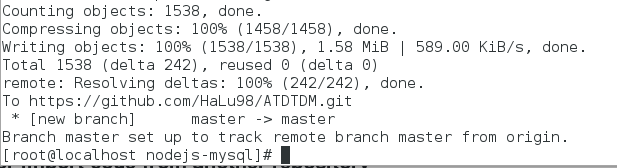 Counting objects: 1538, done.
Compressing objects: 100% (1458/1458), done.
Writing objects: 100% (1538/1538), 1.58 MiB | 589.00 KiB/s, done.
Total 1538 (delta 242), reused 0 (delta 0)
remote: Resolving deltas: 100% (242/242), done.
To https://github.com/HaLu98/ATDTDM.git
 * [new branch]      master -> master
Branch master set up to track remote branch master from origin.
[root@localhost nodejs-mysql]#